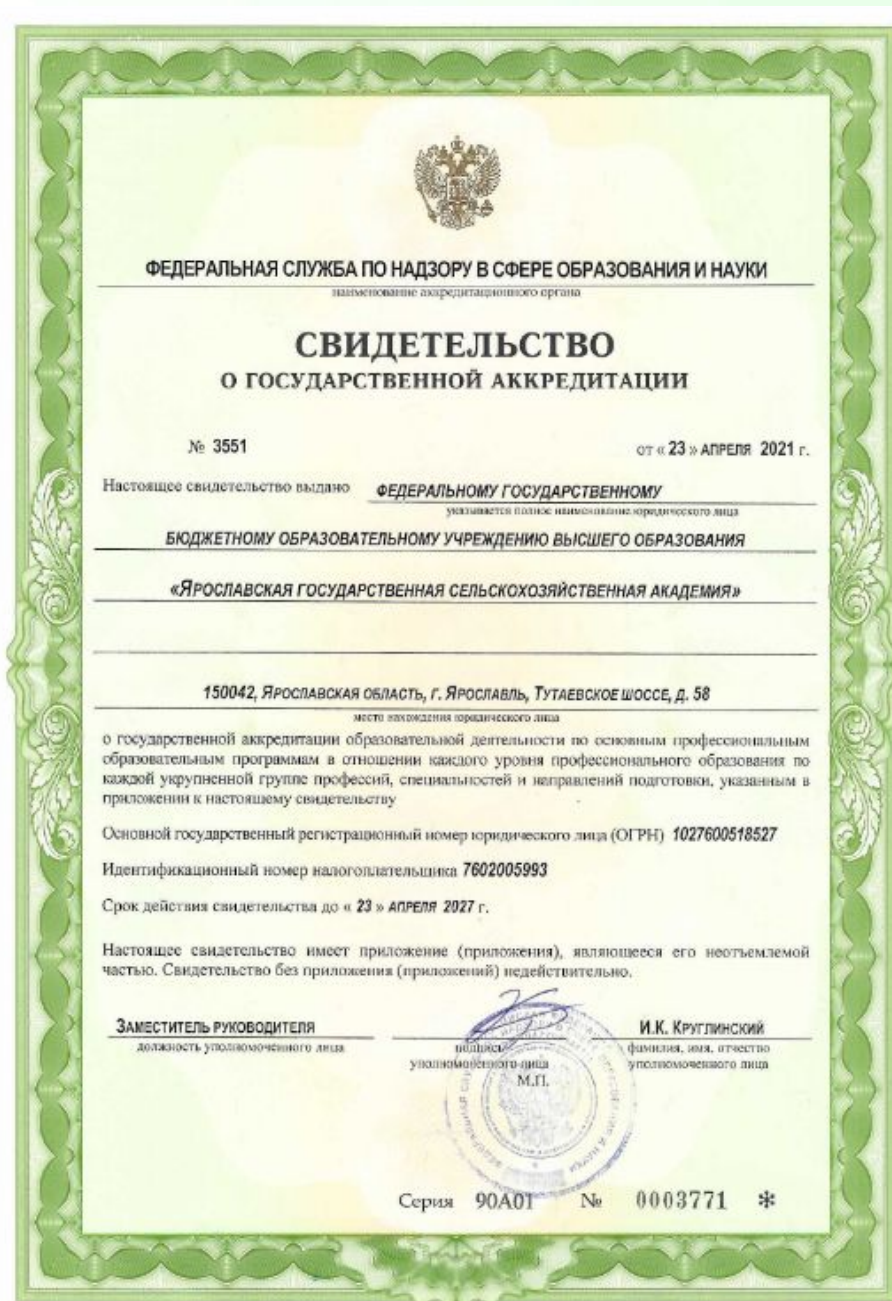 ФЕДЕРАЛЬНАЯ СЛУЖБА ПО НАДЗОРУ В СФЕРЕ ОБРАЗОВАНИЯ И НАУКИ
наименование аккредитационного органа
СВИДЕТЕЛЬСТВО
О ГОСУДАРСТВЕННОЙ АККРЕДИТАЦИИ
№ 3551 от « 23 » АПРЕЛЯ 2021 г.
Настоящее свидетельство выдано ФЕДЕРАЛЬНОМУ ГОСУДАРСТВЕННОМУ
указывается полное наименование юридического лица
БЮДЖЕТНОМУ ОБРАЗОВАТЕЛЬНОМУ УЧРЕЖДЕНИЮ ВЫСШЕГО ОБРАЗОВАНИЯ
«ЯРОСЛАВСКАЯ ГОСУДАРСТВЕННАЯ СЕЛЬСКОХОЗЯЙСТВЕННАЯ АКАДЕМИЯ»
150042, ЯРОСЛАВСКАЯ ОБЛАСТЬ, Г. ЯРОСЛАВЛЬ, ТУТАЕВСКОЕ ШОССЕ, Д. 58
место нахождения юридического лица
о государственной аккредитации образовательной деятельности по основным профессиональным
образовательным программам в отношении каждого уровня профессионального образования по
каждой укрупненной группе профессий, специальностей и направлений подготовки, указанным в
приложении к настоящему свидетельству
Основной государственный регистрационный номер юридического лица (ОГРН) 1027600518527
Идентификационный номер налогоплательщика 7602005993
Срок действия свидетельства до « 23 » АПРЕЛЯ 2027 г.
Настоящее свидетельство имеет приложение (приложения), являющееся его неотъемлемой
частью. Свидетельство без приложения (приложений) недействительно.
ЗАМЕСТИТЕЛЬ РУКОВОДИТЕЛЯ И.К. КРУГЛИНСКИЙ
должность уполномоченного лица подпись фамилия, имя, отчество
уполномоченного лица уполномоченного лица
М.П.
Серия 90А01 № 0003771 *